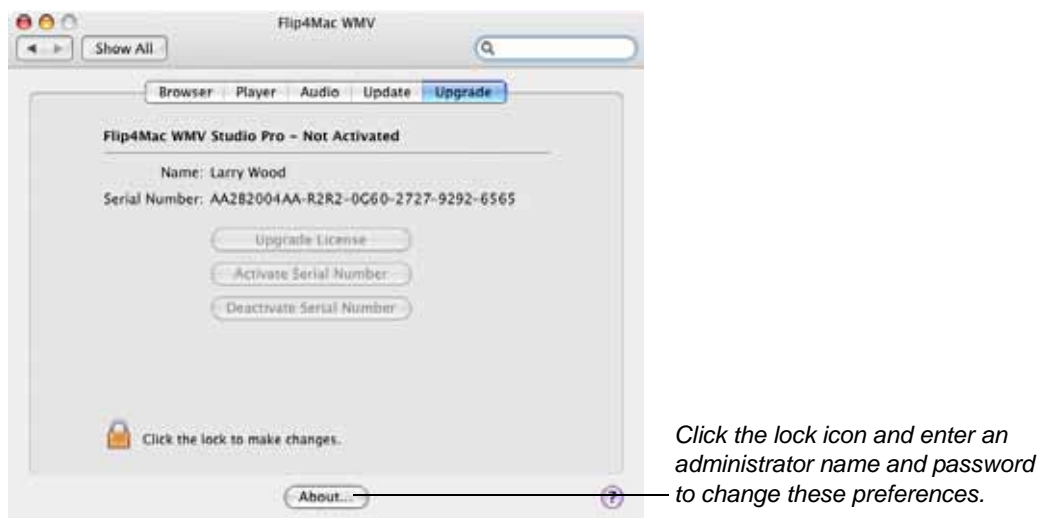 Flip4Mac WMV
Show All
Browser Player Audio Update Upgrade
Flip4Mac WMV Studio Pro – Not Activated
Name: Larry Wood
Serial Number: AA282004AA-R2R2-0G60-2727-9292-6565
Upgrade License
Activate Serial Number
Deactivate Serial Number
Click the lock to make changes.
About...
?
Click the lock icon and enter an
administrator name and password
to change these preferences.